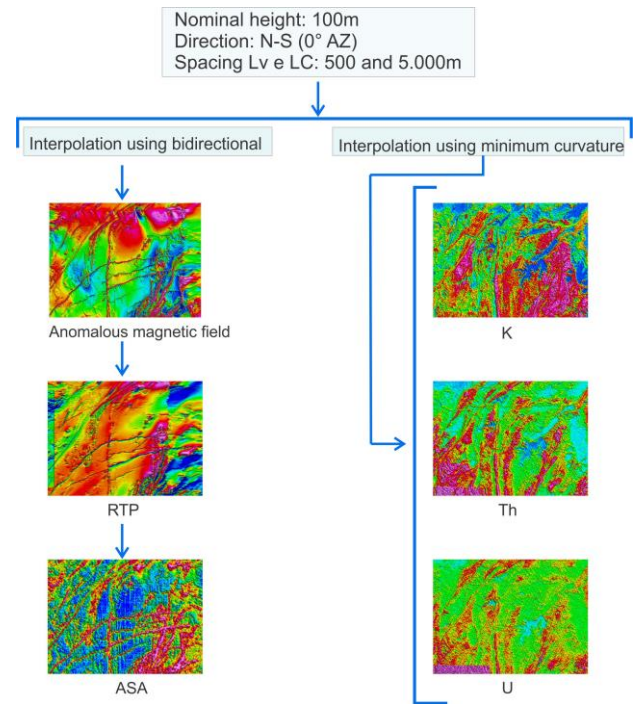 Nominal height: 100m
Direction: N-S (0° AZ)
Spacing Lv e LC: 500 and 5.000m
Interpolation using bidirectional
Interpolation using minimum curvature
Anomalous magnetic field
RTP
ASA
K
Th
U